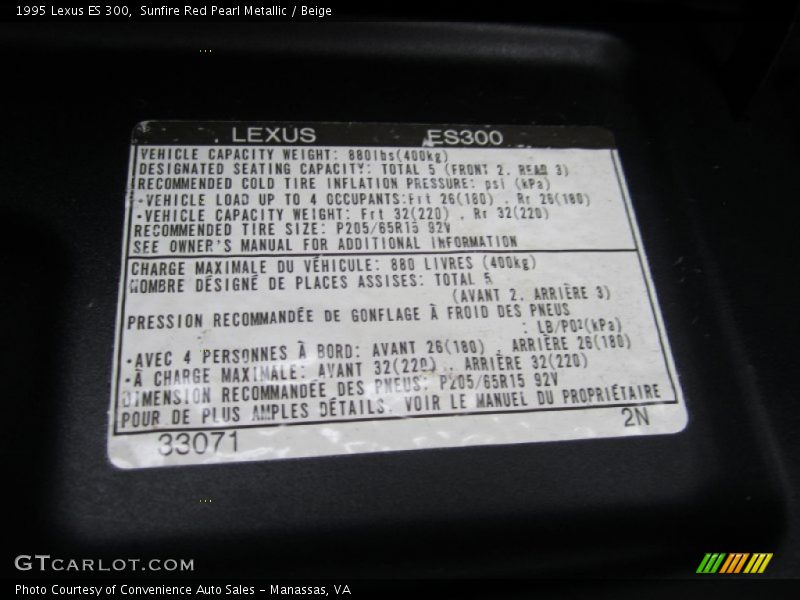 1995 Lexus ES 300, Sunfire Red Pearl Metallic / Beige
LEXUS ES300
VEHICLE CAPACITY WEIGHT: 880lbs(400kg)
DESIGNATED SEATING CAPACITY: TOTAL 5 (FRONT 2, REAR 3)
RECOMMENDED COLD TIRE INFLATION PRESSURE: psi (kPa)
·VEHICLE LOAD UP TO 4 OCCUPANTS:Frt 26(180) , Rr 26(180)
·VEHICLE CAPACITY WEIGHT: Frt 32(220) , Rr 32(220)
RECOMMENDED TIRE SIZE: P205/65R15 92V
SEE OWNER'S MANUAL FOR ADDITIONAL INFORMATION
CHARGE MAXIMALE DU VÉHICULE: 880 LIVRES (400kg)
NOMBRE DÉSIGNÉ DE PLACES ASSISES: TOTAL 5
(AVANT 2, ARRIÈRE 3)
PRESSION RECOMMANDÉE DE GONFLAGE À FROID DES PNEUS
: LB/PO²(kPa)
·AVEC 4 PERSONNES À BORD: AVANT 26(180) , ARRIÈRE 26(180)
·À CHARGE MAXIMALE: AVANT 32(220) , ARRIÈRE 32(220)
DIMENSION RECOMMANDÉE DES PNEUS: P205/65R15 92V
POUR DE PLUS AMPLES DÉTAILS, VOIR LE MANUEL DU PROPRIÉTAIRE
33071 2N
GTCARLOT.COM
Photo Courtesy of Convenience Auto Sales - Manassas, VA